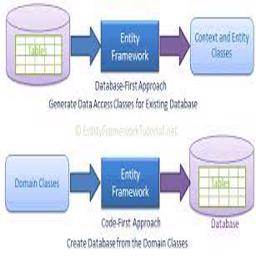 Tables
Entity
Framework
Context and Entity
Classes
Database-First Approach
Generate Data Access Classes for Existing Database
© EntityFrameworkTutorial.net
Domain Classes
Entity
Framework
Tables
Code-First Approach
Database
Create Database from the Domain Classes